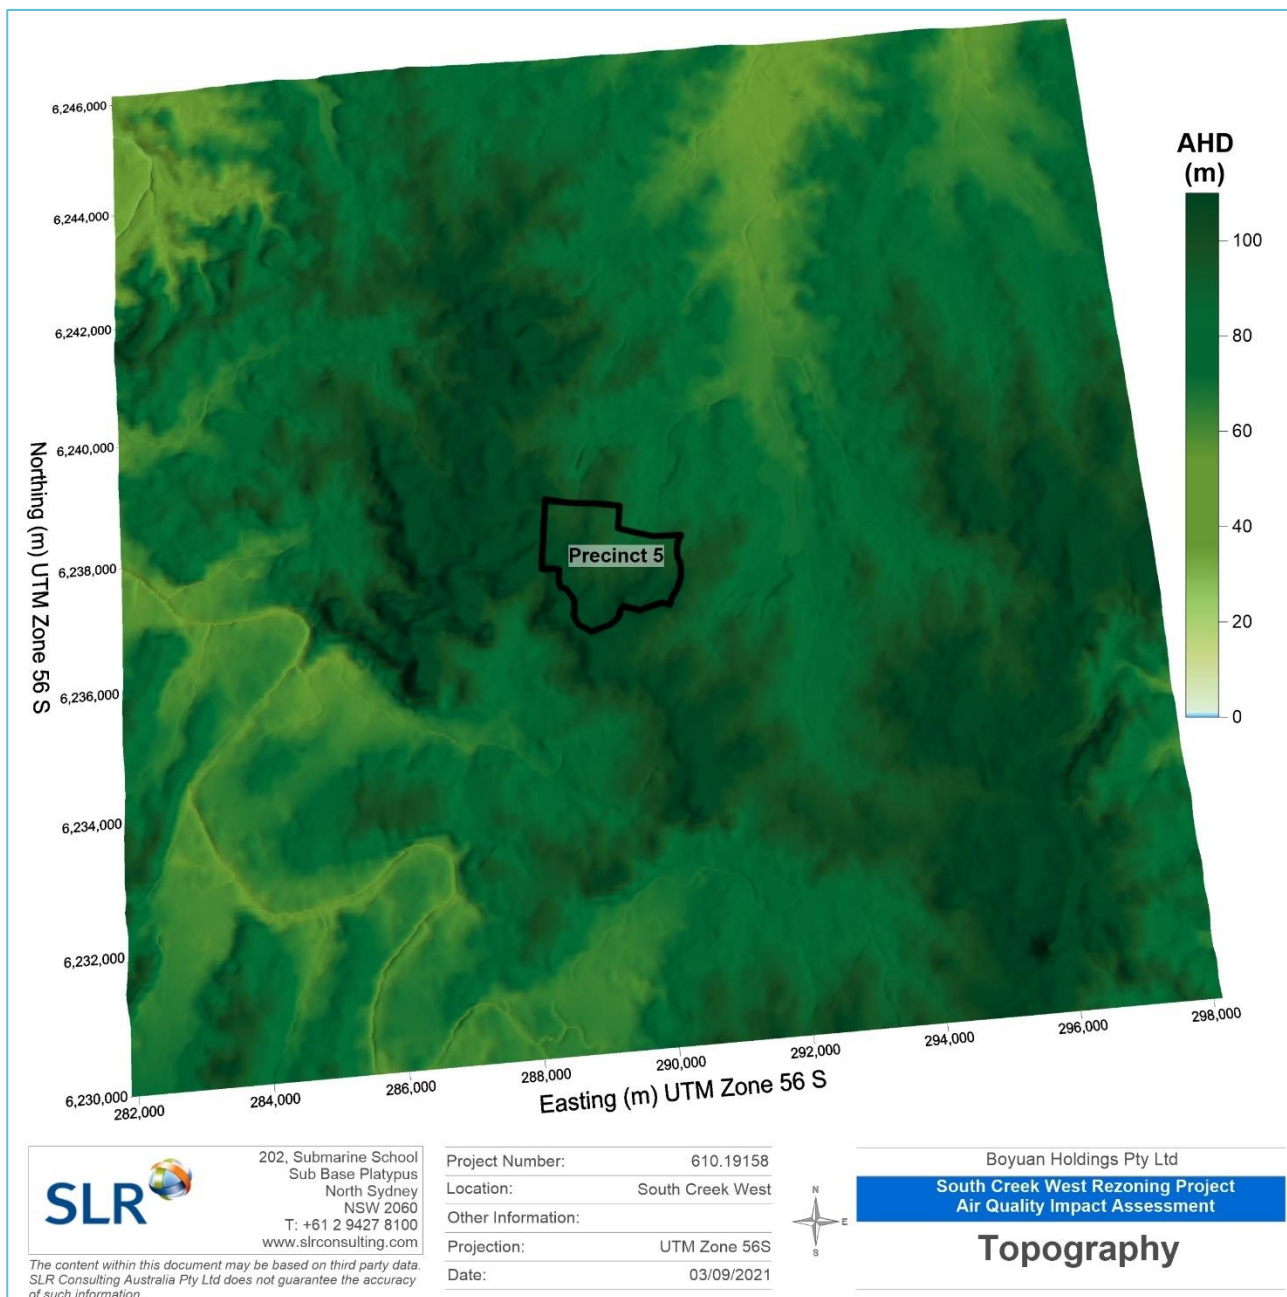 AHD
(m)
100
80
60
40
20
0
6,246,000
6,244,000
6,242,000
6,240,000
6,238,000
6,236,000
6,234,000
6,232,000
6,230,000
Northing (m) UTM Zone 56 S
Precinct 5
282,000
284,000
286,000
288,000
290,000
292,000
294,000
296,000
298,000
Easting (m) UTM Zone 56 S
SLR
202, Submarine School
Sub Base Platypus
North Sydney
NSW 2060
T: +61 2 9427 8100
www.slrconsulting.com
The content within this document may be based on third party data.
SLR Consulting Australia Pty Ltd does not guarantee the accuracy
of such information
Project Number: 610.19158
Location: South Creek West
Other Information:
Projection: UTM Zone 56S
Date: 03/09/2021
N
E
S
Boyuan Holdings Pty Ltd
South Creek West Rezoning Project
Air Quality Impact Assessment
Topography